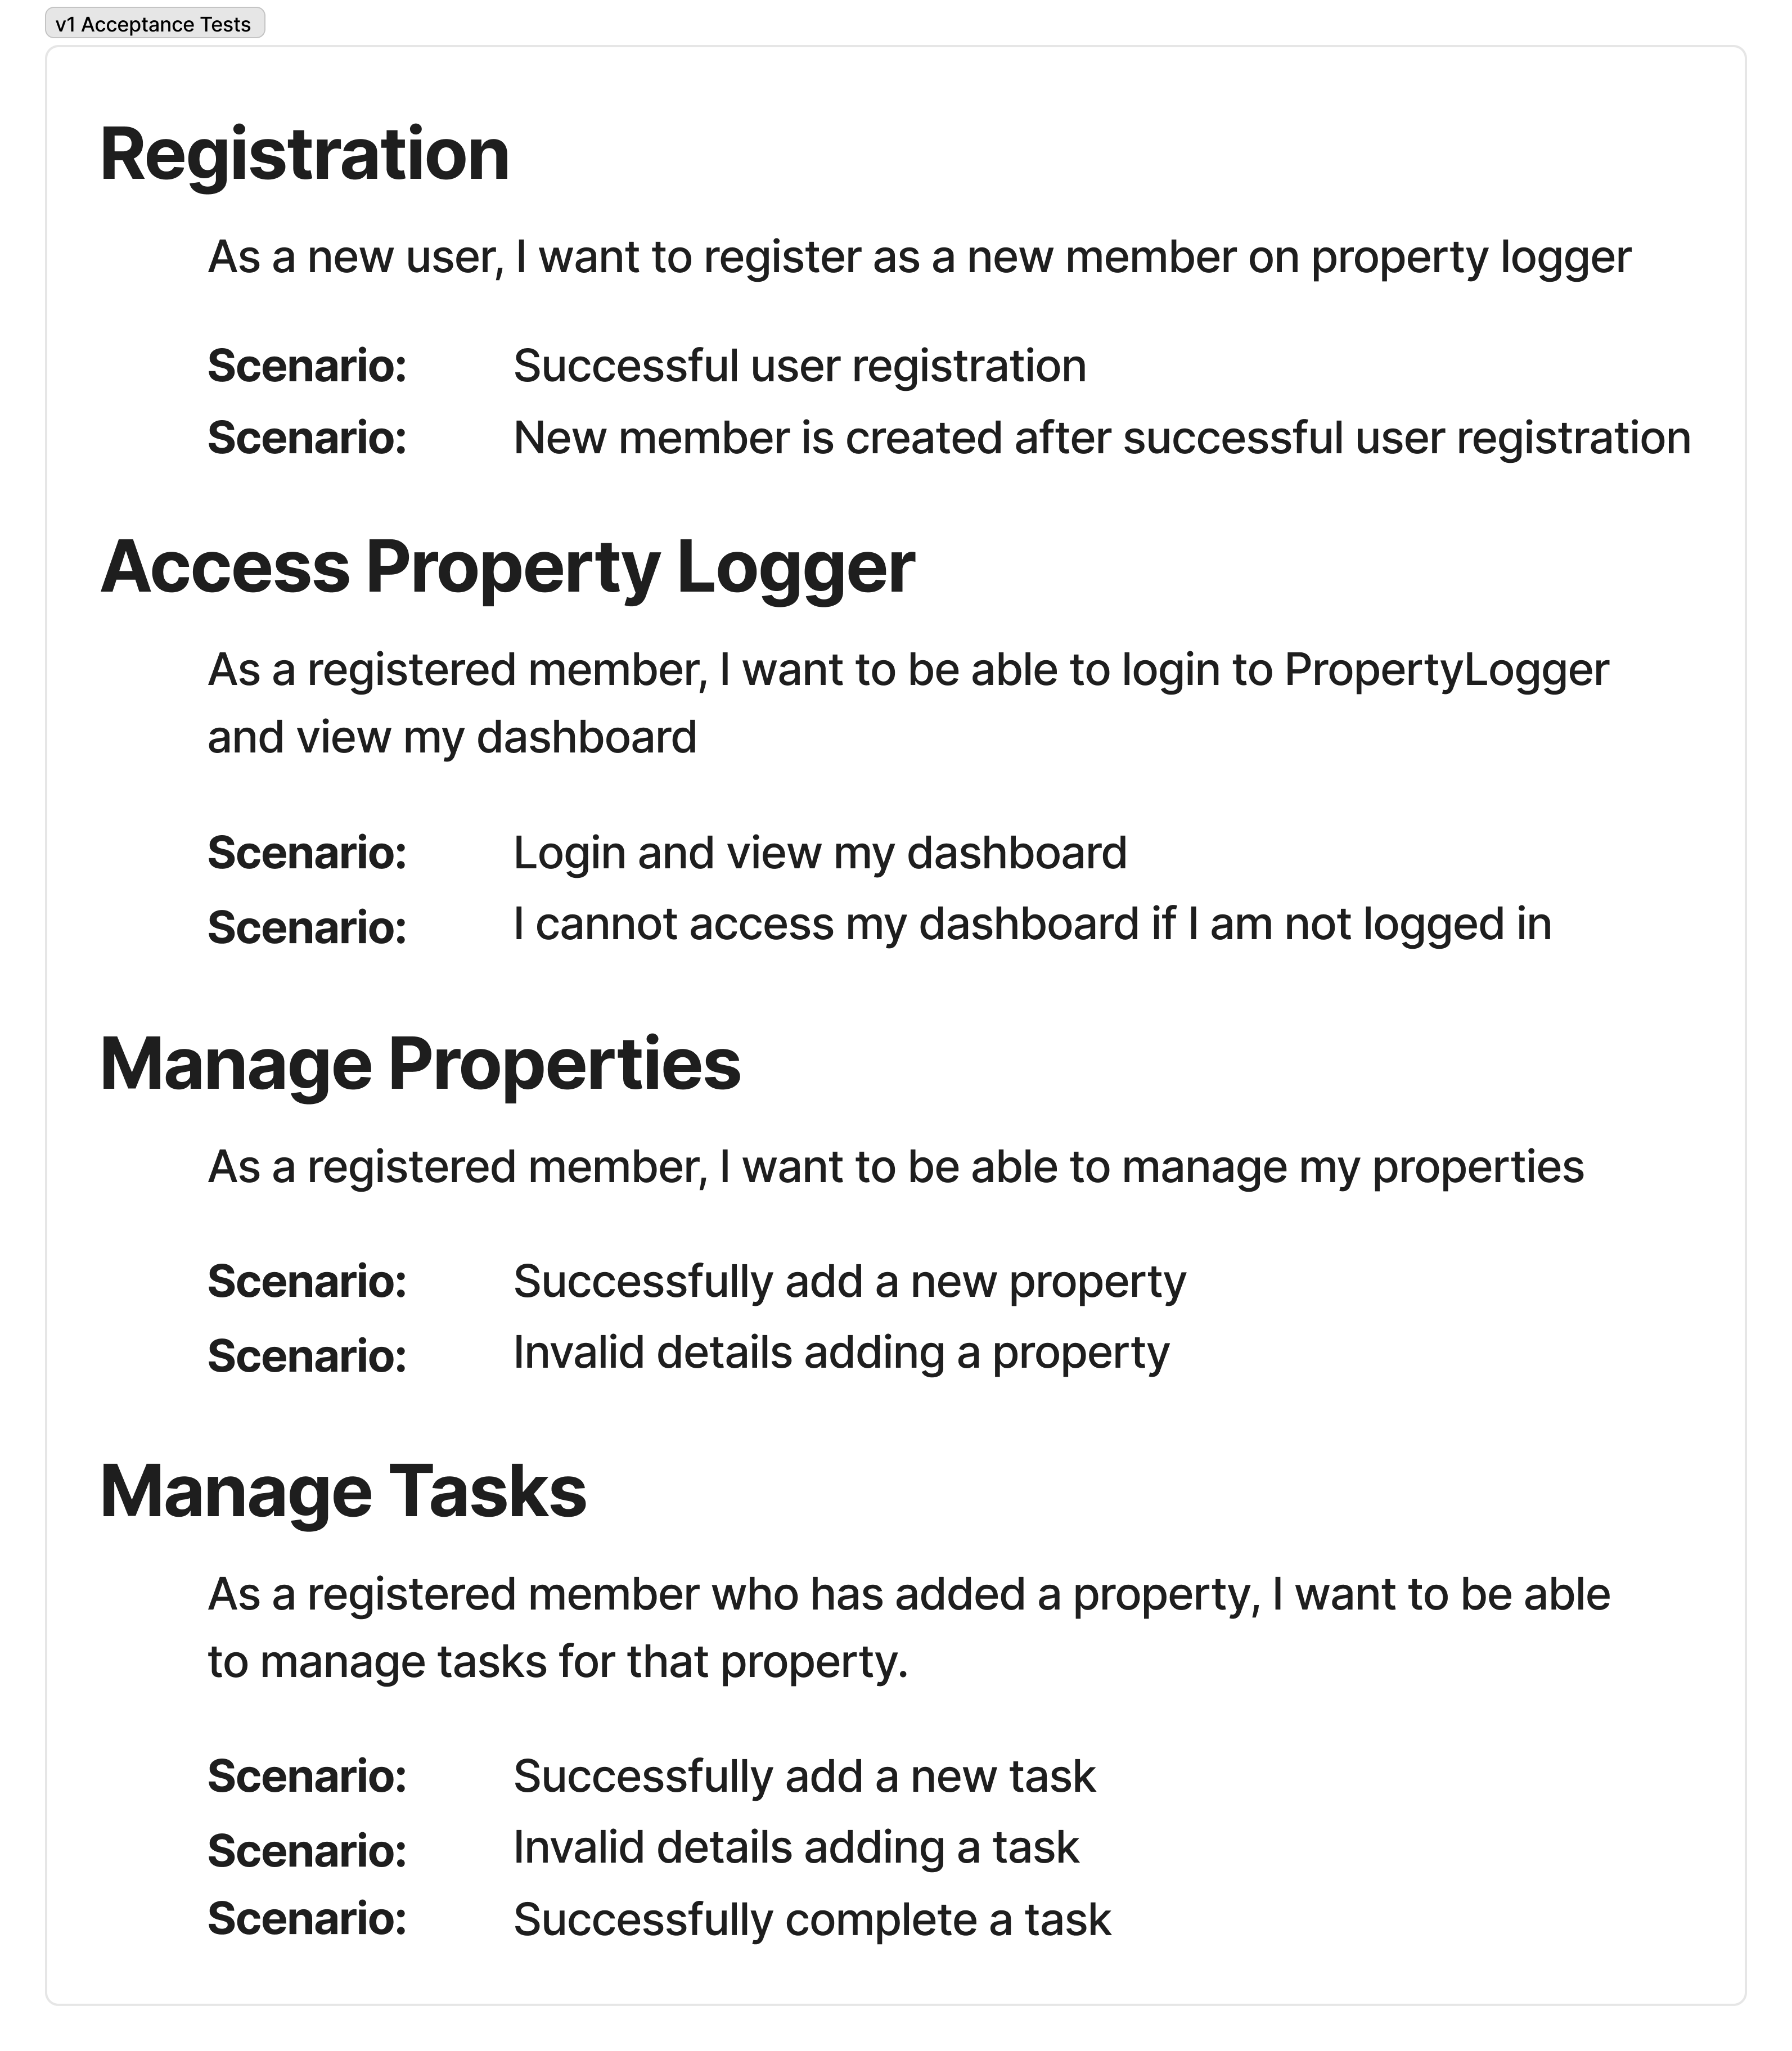 v1 Acceptance Tests
Registration
As a new user, I want to register as a new member on property logger
Scenario: Successful user registration
Scenario: New member is created after successful user registration
Access Property Logger
As a registered member, I want to be able to login to PropertyLogger
and view my dashboard
Scenario: Login and view my dashboard
Scenario: I cannot access my dashboard if I am not logged in
Manage Properties
As a registered member, I want to be able to manage my properties
Scenario: Successfully add a new property
Scenario: Invalid details adding a property
Manage Tasks
As a registered member who has added a property, I want to be able
to manage tasks for that property.
Scenario: Successfully add a new task
Scenario: Invalid details adding a task
Scenario: Successfully complete a task